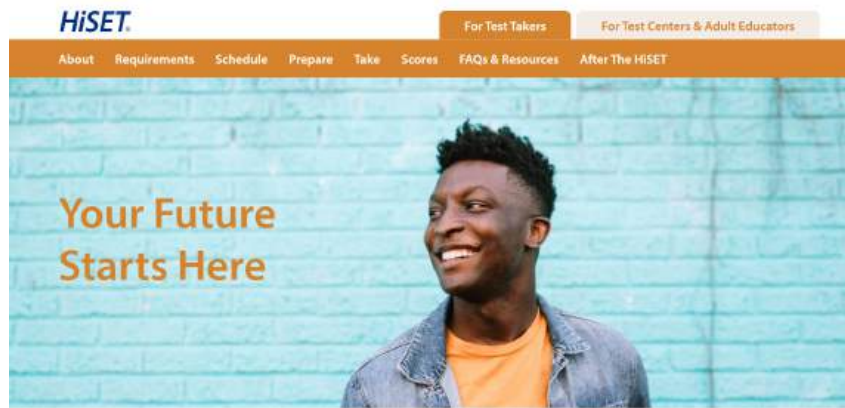 HiSET®
For Test Takers
For Test Centers & Adult Educators
About Requirements Schedule Prepare Take Scores FAQs & Resources After The HiSET
Your Future
Starts Here